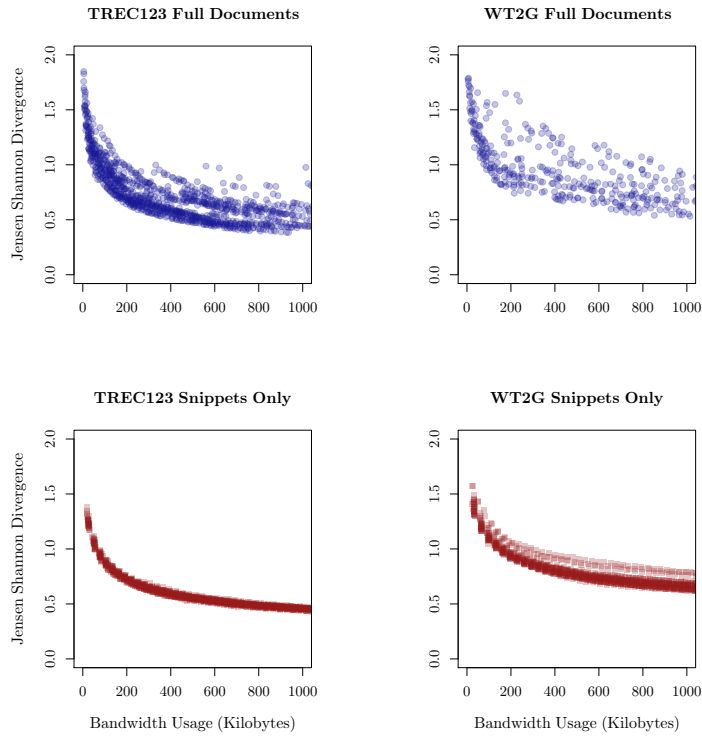 TREC123 Full Documents
Jensen Shannon Divergence
2.0
1.5
1.0
0.5
0.0
0 200 400 600 800 1000
WT2G Full Documents
2.0
1.5
1.0
0.5
0.0
0 200 400 600 800 1000
TREC123 Snippets Only
Jensen Shannon Divergence
2.0
1.5
1.0
0.5
0.0
0 200 400 600 800 1000
Bandwidth Usage (Kilobytes)
WT2G Snippets Only
2.0
1.5
1.0
0.5
0.0
0 200 400 600 800 1000
Bandwidth Usage (Kilobytes)